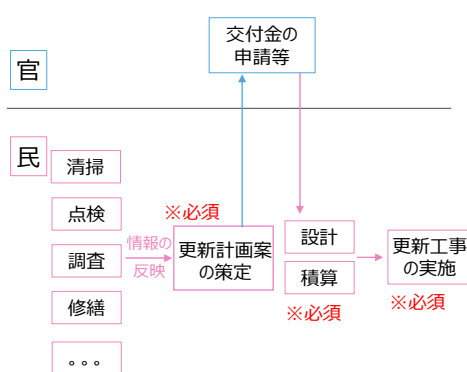 交付金の
申請等
官
民
清掃
点検
調査
修繕
。。。
情報の
反映
※必須
更新計画案
の策定
設計
積算
※必須
更新工事
の実施
※必須